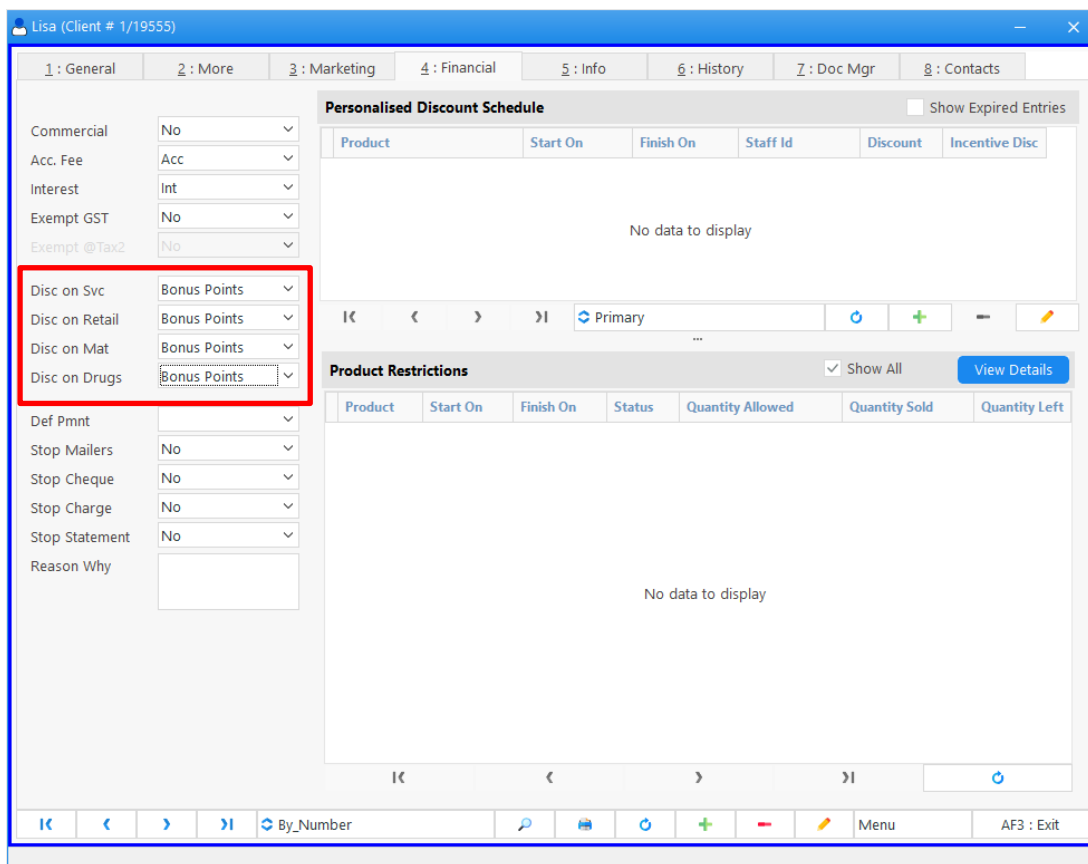 Lisa (Client # 1/19555)
1 : General 2 : More 3 : Marketing 4 : Financial 5 : Info 6 : History 7 : Doc Mgr 8 : Contacts
Commercial No
Acc. Fee Acc
Interest Int
Exempt GST No
Exempt @Tax2 No
Disc on Svc Bonus Points
Disc on Retail Bonus Points
Disc on Mat Bonus Points
Disc on Drugs Bonus Points
Def Pmnt
Stop Mailers No
Stop Cheque No
Stop Charge No
Stop Statement No
Reason Why
Personalised Discount Schedule Show Expired Entries
Product Start On Finish On Staff Id Discount Incentive Disc
No data to display
Primary
...
Product Restrictions Show All View Details
Product Start On Finish On Status Quantity Allowed Quantity Sold Quantity Left
No data to display
By_Number Menu AF3 : Exit